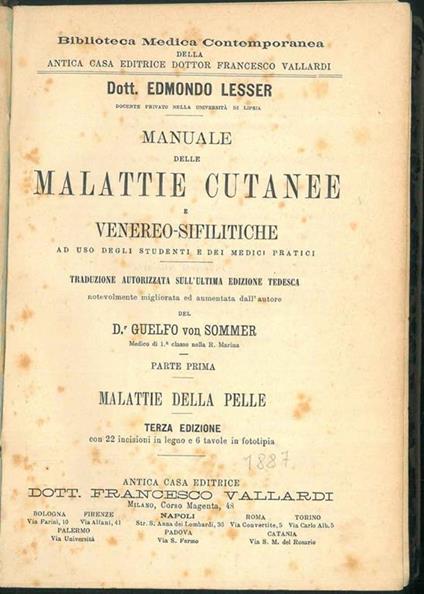 Biblioteca Medica Contemporanea
DELLA
ANTICA CASA EDITRICE DOTTOR FRANCESCO VALLARDI
Dott. EDMONDO LESSER
DOCENTE PRIVATO NELLA UNIVERSITÀ DI LIPSIA
MANUALE
DELLE
MALATTIE CUTANEE
E
VENEREO-SIFILITICHE
AD USO DEGLI STUDENTI E DEI MEDICI PRATICI
TRADUZIONE AUTORIZZATA SULL'ULTIMA EDIZIONE TEDESCA
notevolmente migliorata ed aumentata dall'autore
DEL
D.r GUELFO von SOMMER
Medico di 1.a classe nella R. Marina
PARTE PRIMA
MALATTIE DELLA PELLE
TERZA EDIZIONE
con 22 incisioni in legno e 6 tavole in fototipia
1887.
ANTICA CASA EDITRICE
DOTT. FRANCESCO VALLARDI
MILANO, Corso Magenta, 48
BOLOGNA FIRENZE NAPOLI ROMA TORINO
Via Farini, 10 Via Alfani, 41 Str. S. Anna dei Lombardi, 36 Via Convertite, 5 Via Carlo Alb. 5
PALERMO PADOVA CATANIA
Via Università Via S. Fermo Via S. M. del Rosario